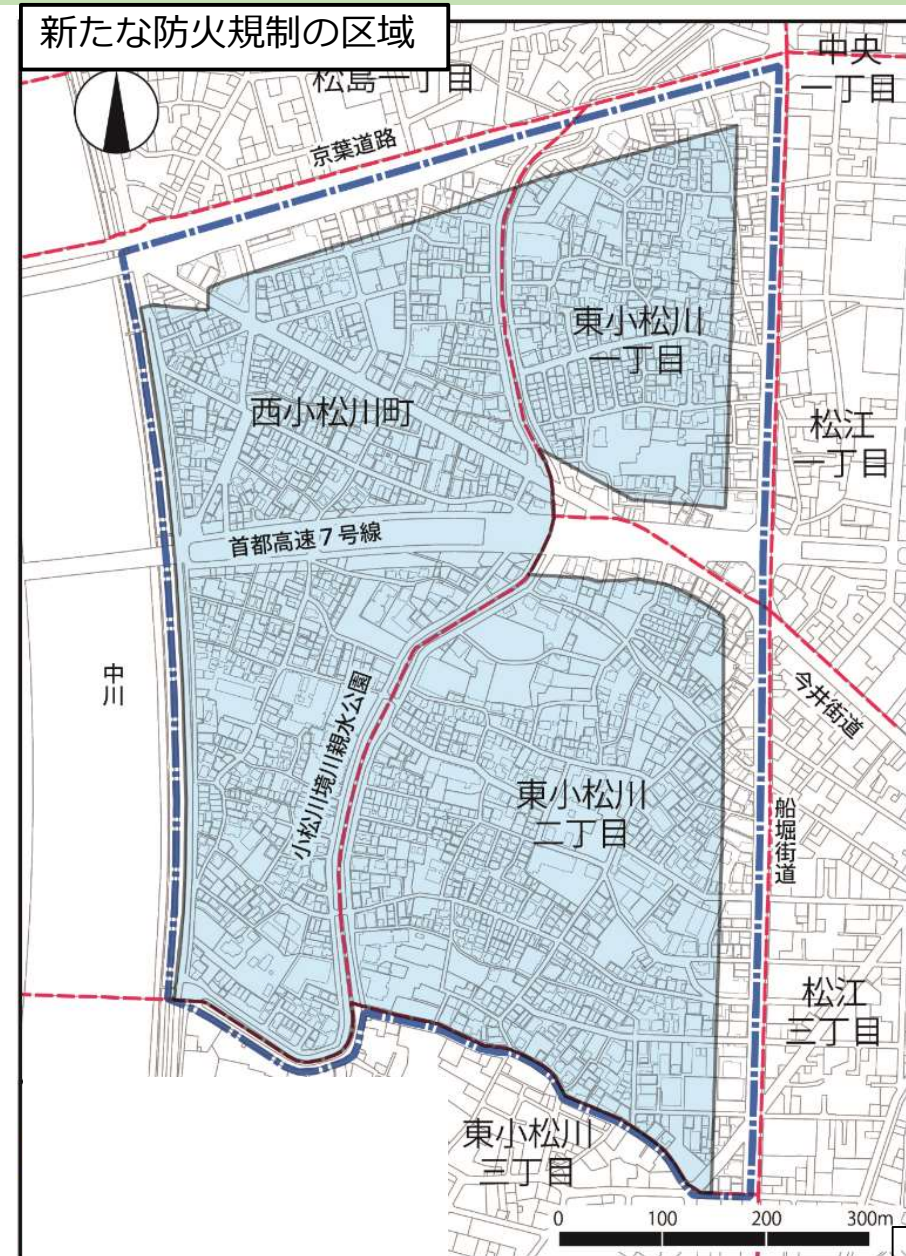 新たな防火規制の区域
松島一丁目
中央
一丁目
京葉道路
東小松川
一丁目
西小松川町
松江
一丁目
首都高速7号線
中川
今井街道
小松川境川親水公園
東小松川
二丁目
船堀街道
松江
三丁目
東小松川
三丁目
0 100 200 300m